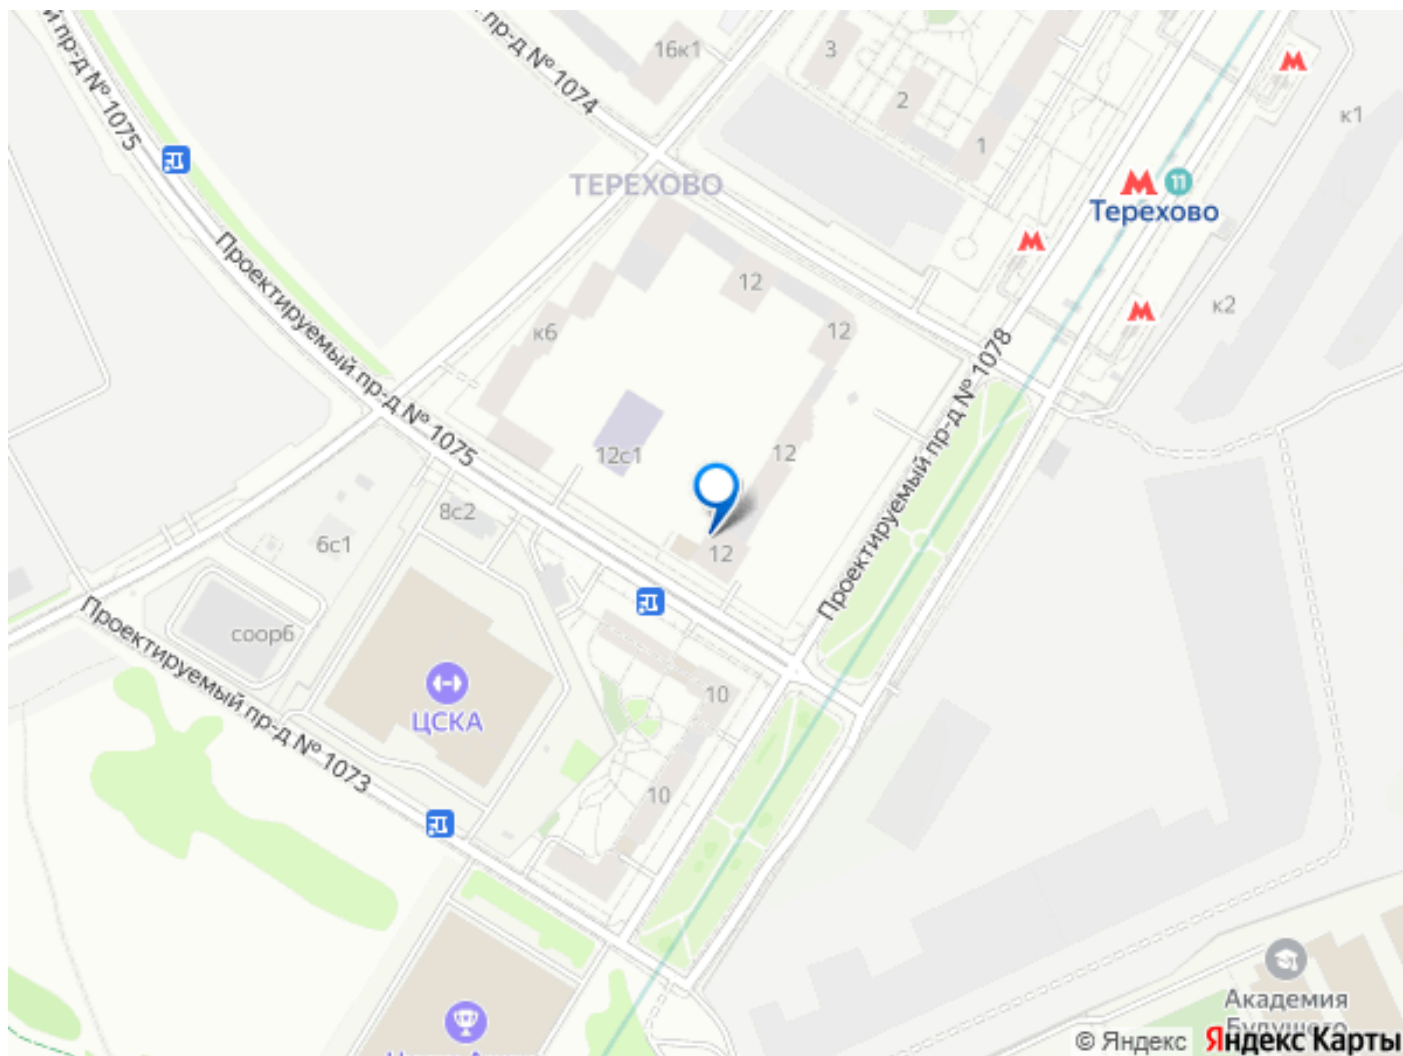 й пр-д № 1075
пр-д № 1074
16к1
3
2
1
к1
ТЕРЕХОВО
11
Терехово
к2
12
12
к6
Проектируемый пр-д № 1075
Проектируемый пр-д № 1078
12с1
12
8с2
6с1
12
Проектируемый пр-д № 1073
соор6
ЦСКА
10
10
Академия
Будущего
© Яндекс Яндекс Карты